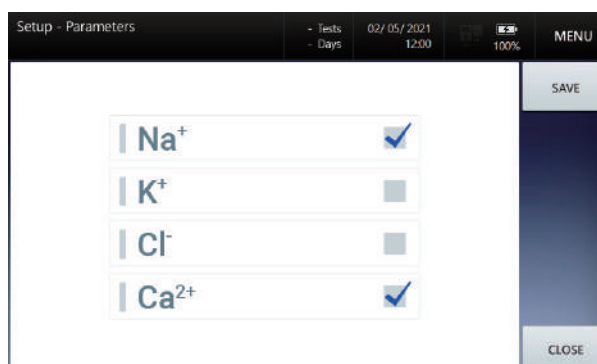 Setup - Parameters
- Tests
- Days
02/05/2021
12:00
100%
MENU
SAVE
Na⁺
K⁺
Cl⁻
Ca²⁺
CLOSE